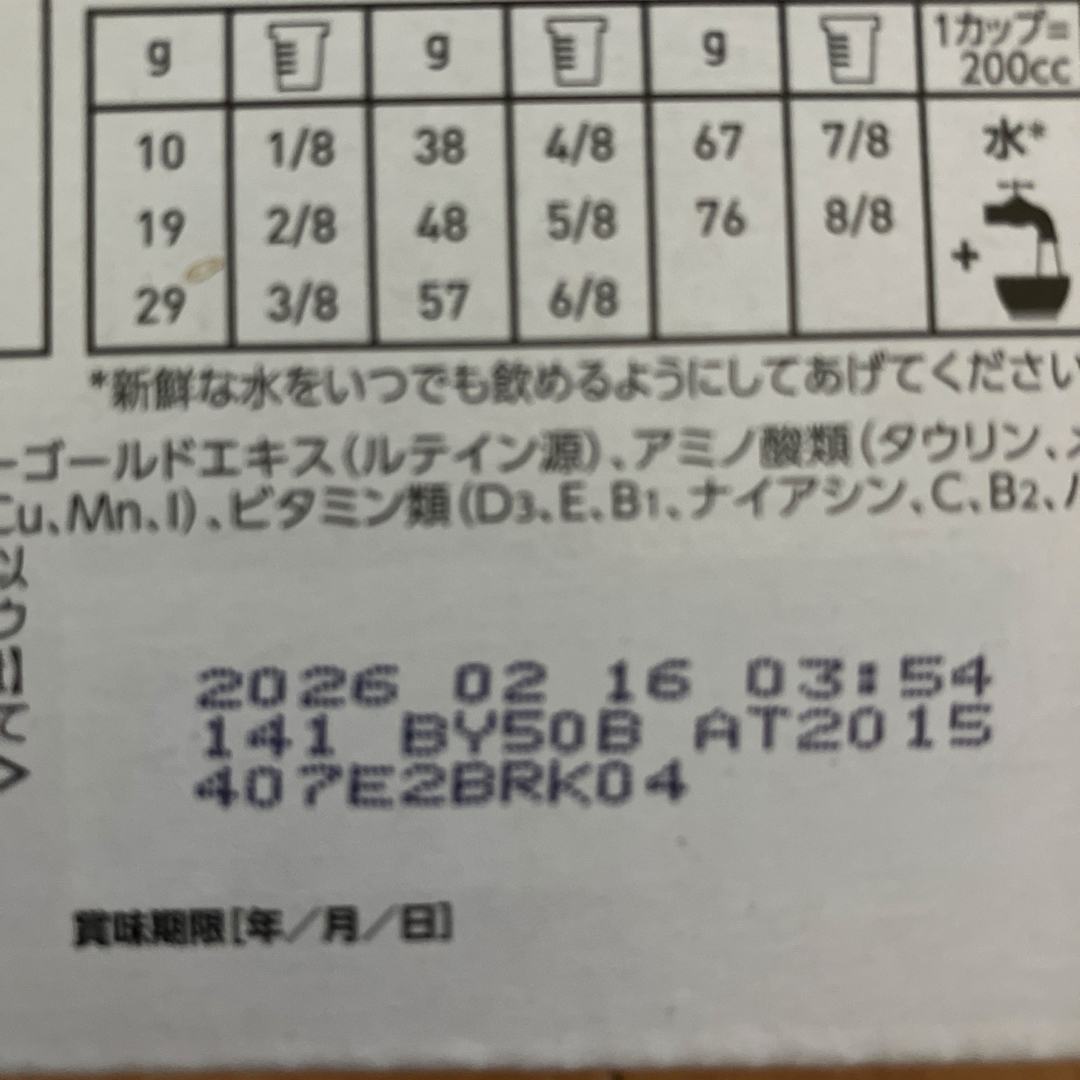 g g g 1カップ=
200cc
10 1/8 38 4/8 67 7/8 水*
19 2/8 48 5/8 76 8/8
+
29 3/8 57 6/8
*新鮮な水をいつでも飲めるようにしてあげてください
ーゴールドエキス(ルテイン源)、アミノ酸類(タウリン、
Cu、Mn、I)、ビタミン類(D3、E、B1、ナイアシン、C、B2、
以
ウ
て
2026 02 16 03:54
141 BY50B AT2015
407E2BRK04
賞味期限[年/月/日]